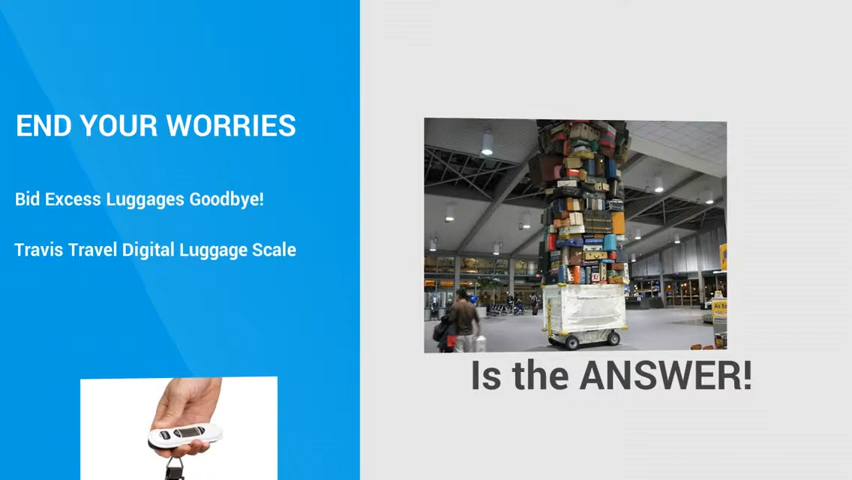 END YOUR WORRIES
Bid Excess Luggages Goodbye!
Travis Travel Digital Luggage Scale
Is the ANSWER!